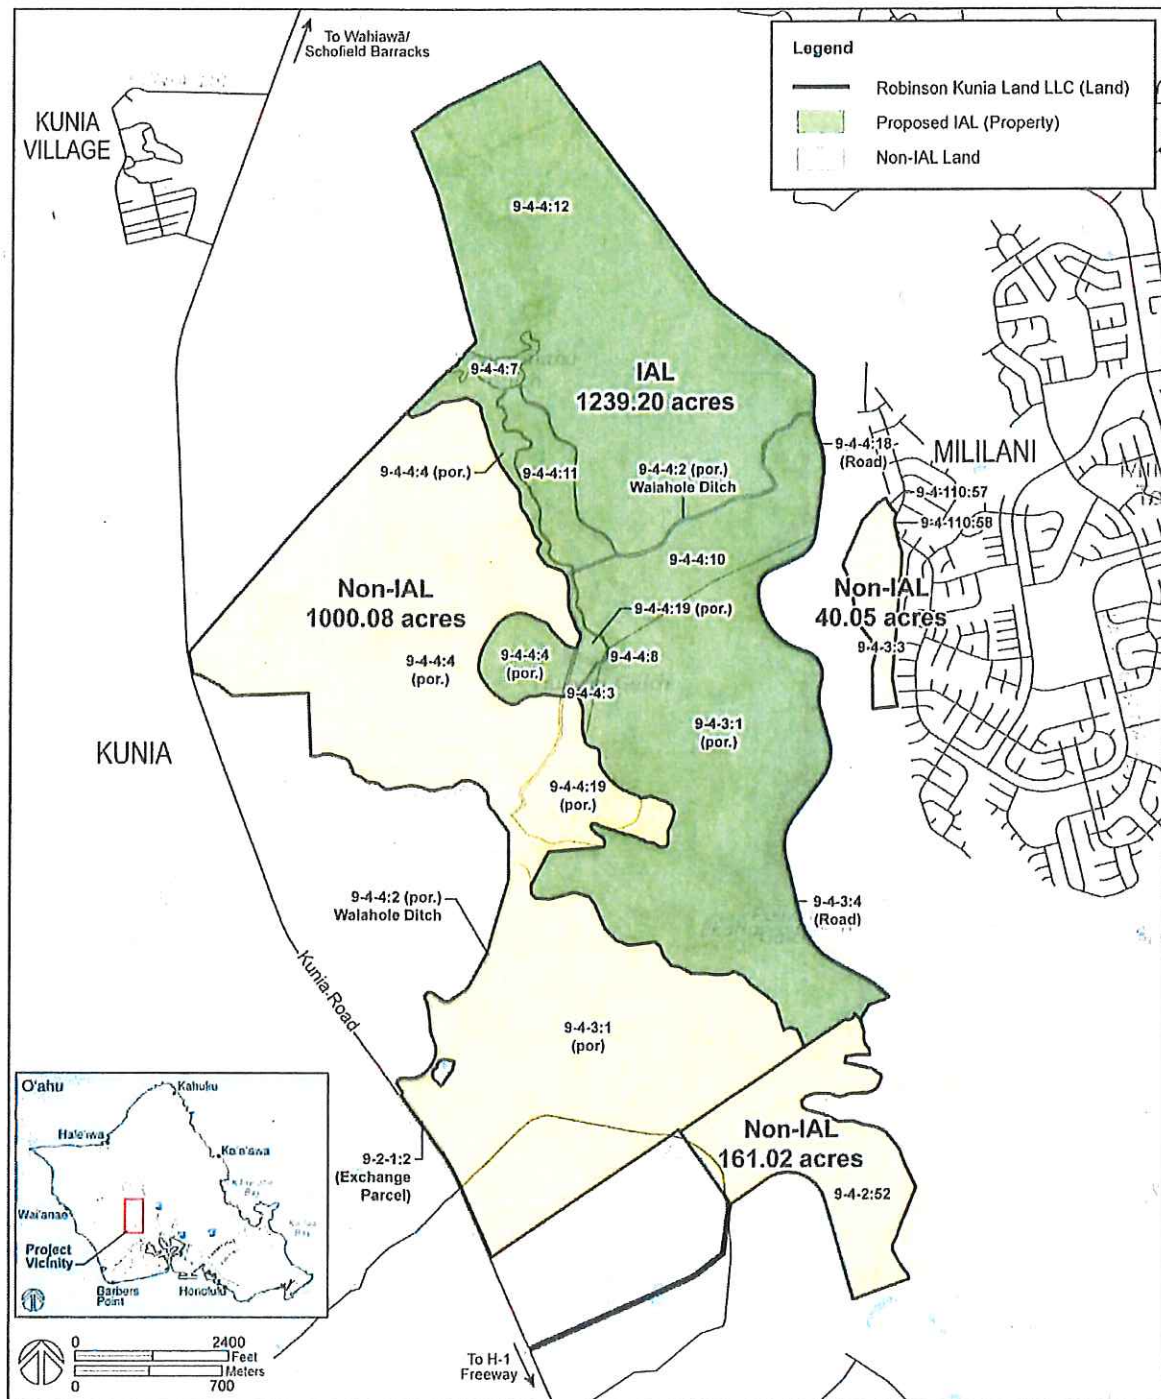 To Wahiawā/
Schofield Barracks
KUNIA
VILLAGE
Legend
Robinson Kunia Land LLC (Land)
Proposed IAL (Property)
Non-IAL Land
9-4-4:12
9-4-4:7
IAL
1239.20 acres
9-4-4:4 (por.)
9-4-4:11
9-4-4:2 (por.)
Waiahole Ditch
9-4-4:18
(Road)
MILILANI
9-4-110:57
9-4-110:58
9-4-4:10
Non-IAL
1000.08 acres
Non-IAL
40.05 acres
9-4-4:19 (por.)
9-4-3:3
9-4-4:4
(por.)
9-4-4:4
(por.)
9-4-4:8
9-4-4:3
9-4-3:1
(por.)
KUNIA
9-4-4:19
(por.)
9-4-4:2 (por.)
Waiahole Ditch
9-4-3:4
(Road)
Kunia Road
9-4-3:1
(por)
Non-IAL
161.02 acres
9-2-1:2
(Exchange
Parcel)
9-4-2:52
O'ahu
Kahuku
Hale'iwa
Ka'a'awa
Wai'anae
Project
Vicinity
Barbers
Point
Honolulu
0 2400
Feet
Meters
0 700
To H-1
Freeway